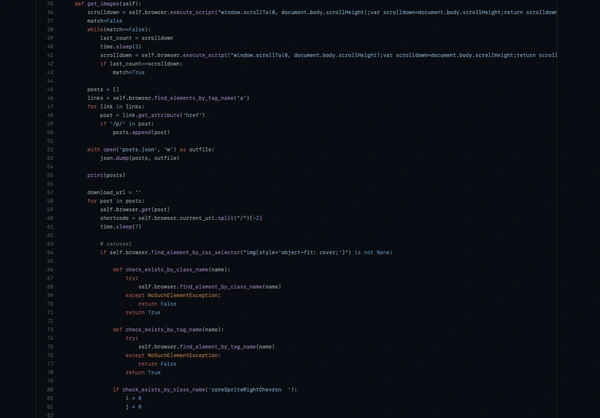 35 def get_images(self):
36 scrolldown = self.browser.execute_script("window.scrollTo(0, document.body.scrollHeight);var scrolldown=document.body.scrollHeight;return scrolldown
37 match=False
38 while(match==False):
39 last_count = scrolldown
40 time.sleep(3)
41 scrolldown = self.browser.execute_script("window.scrollTo(0, document.body.scrollHeight);var scrolldown=document.body.scrollHeight;return scroll
42 if last_count==scrolldown:
43 match=True
44
45 posts = []
46 links = self.browser.find_elements_by_tag_name('a')
47 for link in links:
48 post = link.get_attribute('href')
49 if '/p/' in post:
50 posts.append(post)
51
52 with open('posts.json', 'w') as outfile:
53 json.dump(posts, outfile)
54
55 print(posts)
56
57 download_url = ''
58 for post in posts:
59 self.browser.get(post)
60 shortcode = self.browser.current_url.split("/")[-2]
61 time.sleep(7)
62
63 # carussel
64 if self.browser.find_element_by_css_selector("img[style='object-fit: cover;']") is not None:
65
66 def check_exists_by_class_name(name):
67 try:
68 self.browser.find_element_by_class_name(name)
69 except NoSuchElementException:
70 return False
71 return True
72
73 def check_exists_by_tag_name(name):
74 try:
75 self.browser.find_element_by_tag_name(name)
76 except NoSuchElementException:
77 return False
78 return True
79
80 if check_exists_by_class_name('coreSpriteRightChevron '):
81 i = 0
82 j = 0
83